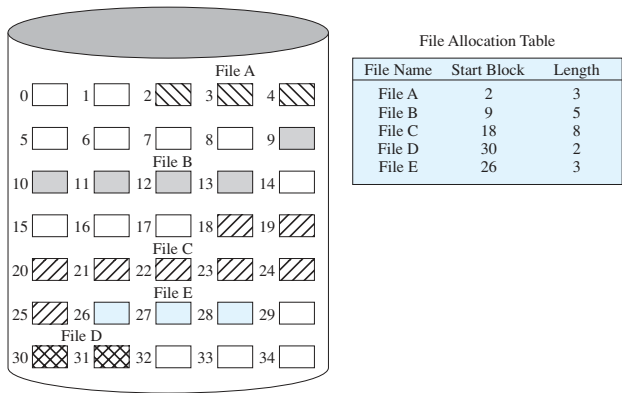 File A
0 1 2 3 4
5 6 7 8 9
File B
10 11 12 13 14
15 16 17 18 19
File C
20 21 22 23 24
File E
25 26 27 28 29
File D
30 31 32 33 34
File Allocation Table
File Name Start Block Length
File A 2 3
File B 9 5
File C 18 8
File D 30 2
File E 26 3